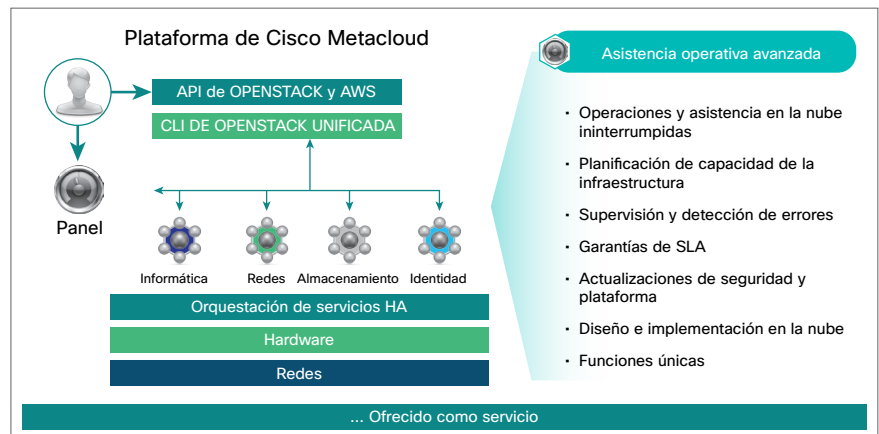 Plataforma de Cisco Metacloud
API de OPENSTACK y AWS
CLI DE OPENSTACK UNIFICADA
Panel
Informática
Redes
Almacenamiento
Identidad
Orquestación de servicios HA
Hardware
Redes
Asistencia operativa avanzada
· Operaciones y asistencia en la nube
ininterrumpidas
· Planificación de capacidad de la
infraestructura
· Supervisión y detección de errores
· Garantías de SLA
· Actualizaciones de seguridad y
plataforma
· Diseño e implementación en la nube
· Funciones únicas
... Ofrecido como servicio